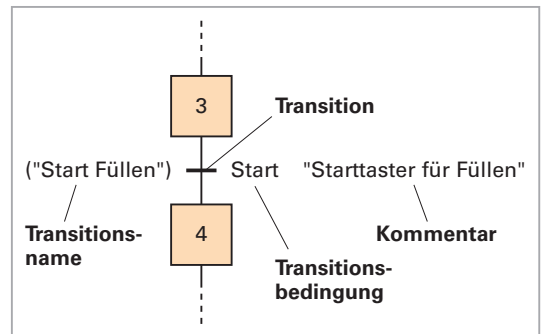 3
Transition
("Start Füllen") Start "Starttaster für Füllen"
Transitions-
name
4
Kommentar
Transitions-
bedingung